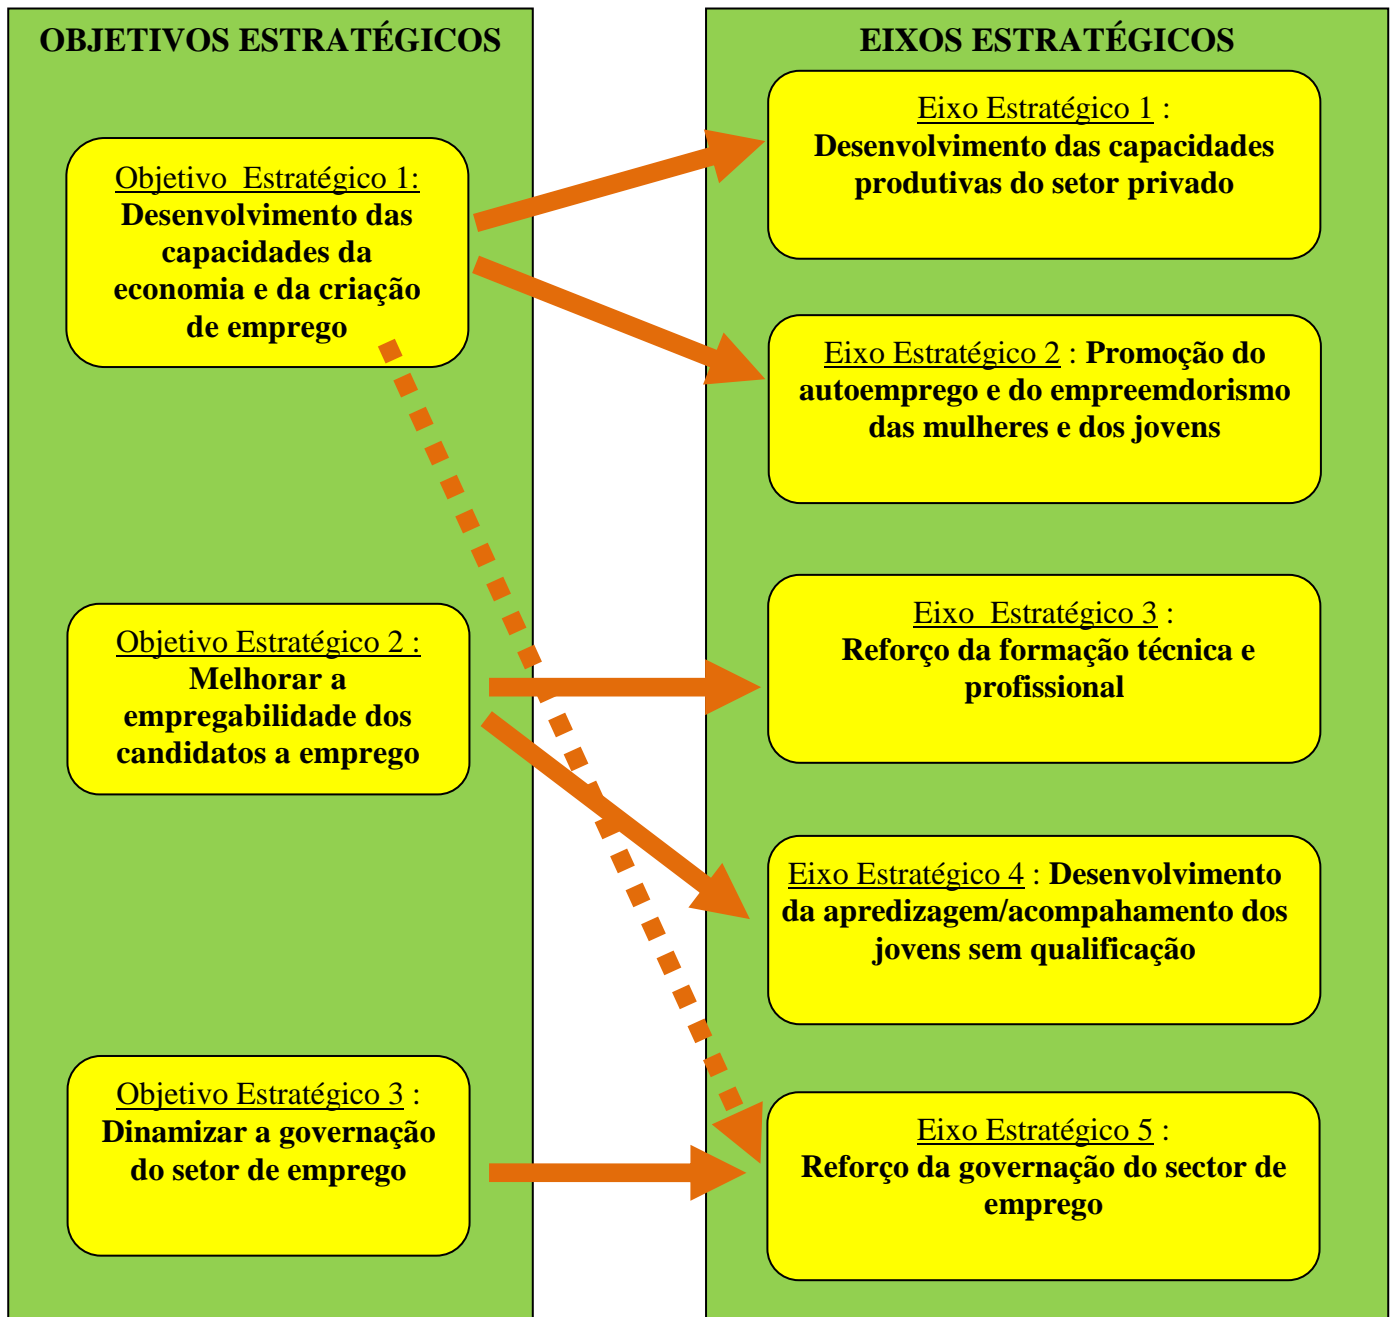 OBJETIVOS ESTRATÉGICOS
Objetivo  Estratégico 1:
Desenvolvimento das
capacidades da
economia e da criação
de emprego
Objetivo Estratégico 2 :
Melhorar a
empregabilidade dos
candidatos a emprego
Objetivo Estratégico 3 :
Dinamizar a governação
do setor de emprego
EIXOS ESTRATÉGICOS
Eixo Estratégico 1 :
Desenvolvimento das capacidades
produtivas do setor privado
Eixo Estratégico 2 : Promoção do
autoemprego e do empreemdorismo
das mulheres e dos jovens
Eixo  Estratégico 3 :
Reforço da formação técnica e
profissional
Eixo Estratégico 4 : Desenvolvimento
da apredizagem/acompahamento dos
jovens sem qualificação
Eixo Estratégico 5 :
Reforço da governação do sector de
emprego